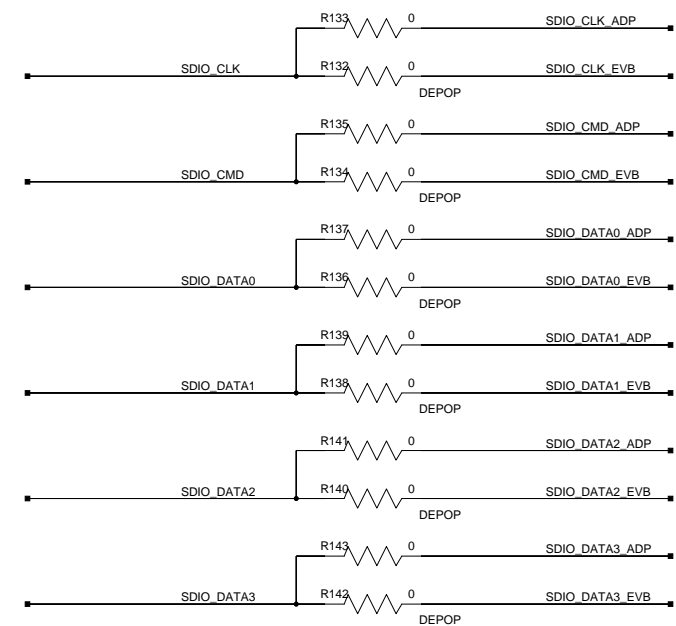 R133 0 SDIO_CLK_ADP
SDIO_CLK R132 0 SDIO_CLK_EVB
DEPOP
R135 0 SDIO_CMD_ADP
SDIO_CMD R134 0 SDIO_CMD_EVB
DEPOP
R137 0 SDIO_DATA0_ADP
SDIO_DATA0 R136 0 SDIO_DATA0_EVB
DEPOP
R139 0 SDIO_DATA1_ADP
SDIO_DATA1 R138 0 SDIO_DATA1_EVB
DEPOP
R141 0 SDIO_DATA2_ADP
SDIO_DATA2 R140 0 SDIO_DATA2_EVB
DEPOP
R143 0 SDIO_DATA3_ADP
SDIO_DATA3 R142 0 SDIO_DATA3_EVB
DEPOP